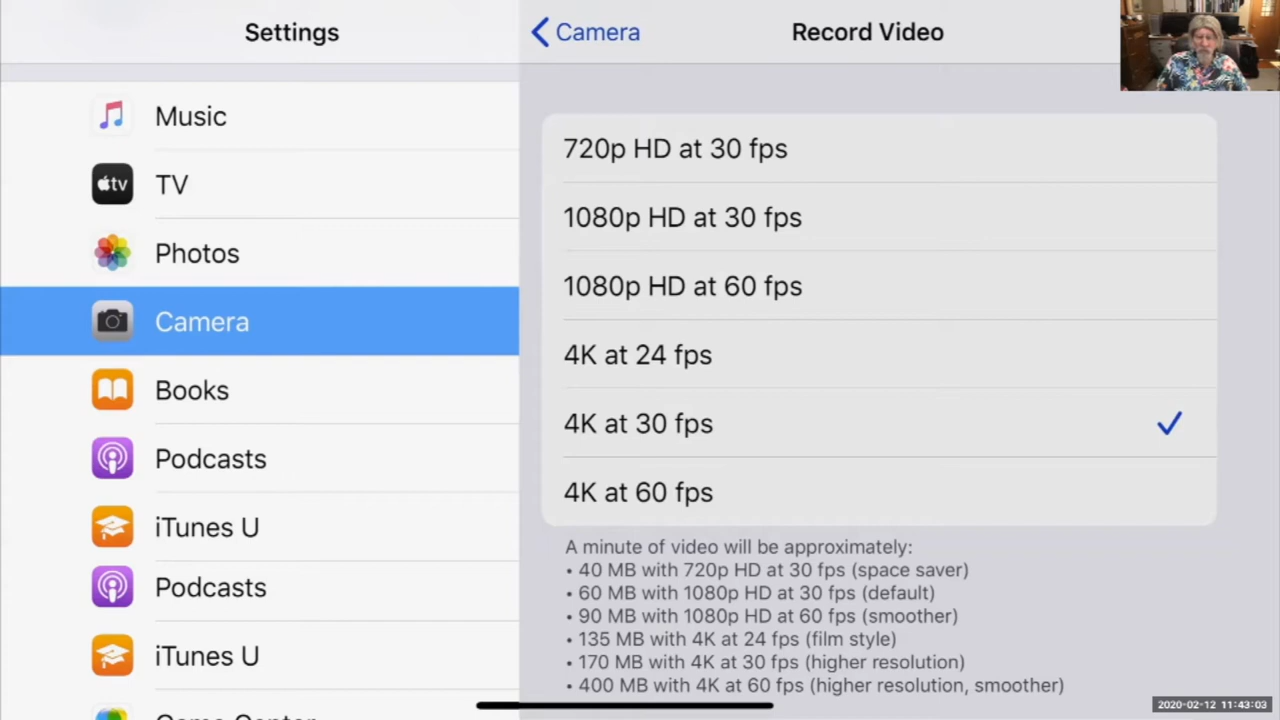 Settings
Music
tv
TV
Photos
Camera
Books
Podcasts
iTunes U
Podcasts
iTunes U
Game Center
Camera
Record Video
720p HD at 30 fps
1080p HD at 30 fps
1080p HD at 60 fps
4K at 24 fps
4K at 30 fps
4K at 60 fps
A minute of video will be approximately:
• 40 MB with 720p HD at 30 fps (space saver)
• 60 MB with 1080p HD at 30 fps (default)
• 90 MB with 1080p HD at 60 fps (smoother)
• 135 MB with 4K at 24 fps (film style)
• 170 MB with 4K at 30 fps (higher resolution)
• 400 MB with 4K at 60 fps (higher resolution, smoother)
2020-02-12 11:43:03